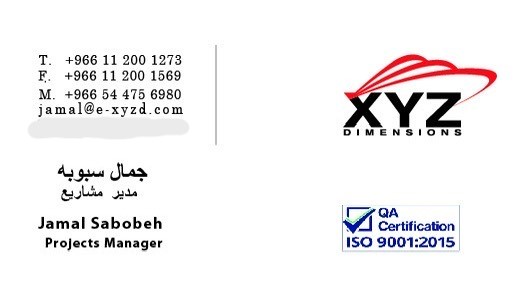 T. +966 11 200 1273
F. +966 11 200 1569
M. +966 54 475 6980
jamal@e-xyzd.com
جمال سبوبه
مدير مشاريع
Jamal Sabobeh
Projects Manager
XYZ
DIMENSIONS
QA
Certification
ISO 9001:2015